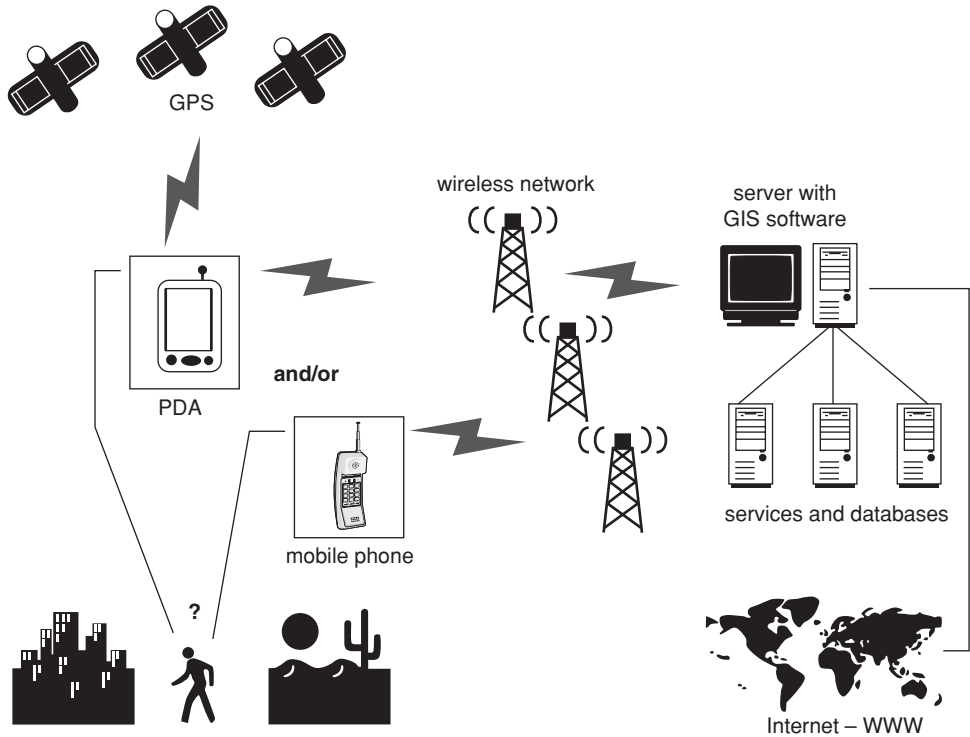 GPS
wireless network
server with
GIS software
PDA
and/or
mobile phone
services and databases
?
Internet – WWW